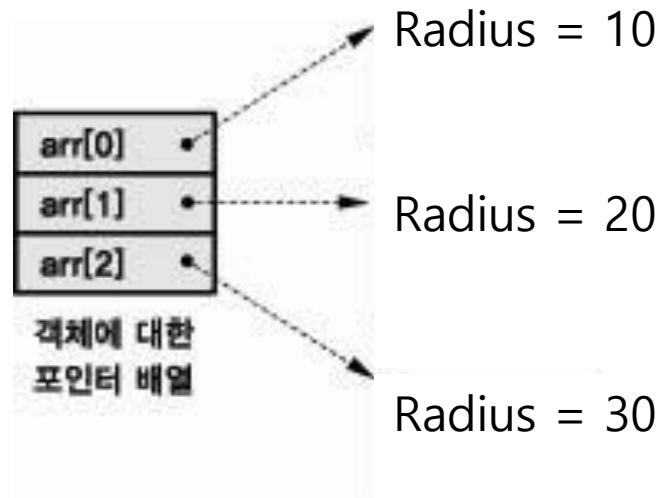 Radius = 10
arr[0]
arr[1]
Radius = 20
arr[2]
객체에 대한
포인터 배열
Radius = 30